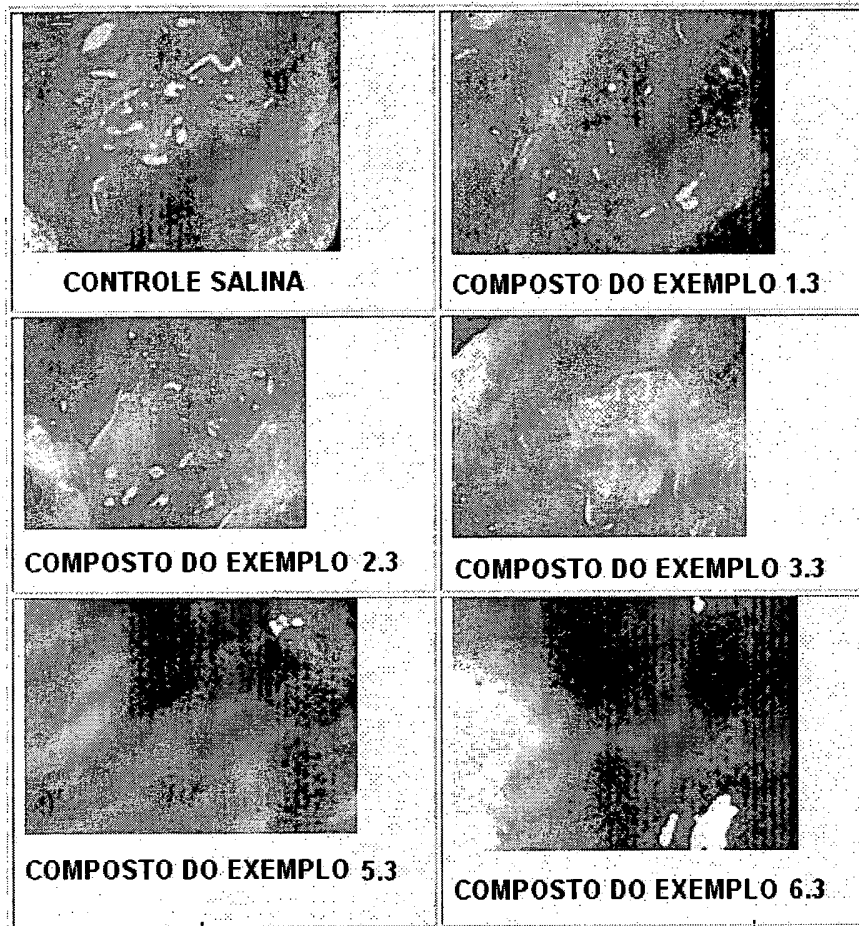 CONTROLE SALINA
COMPOSTO DO EXEMPLO 1.3
COMPOSTO DO EXEMPLO 2.3
COMPOSTO DO EXEMPLO 3.3
COMPOSTO DO EXEMPLO 5.3
COMPOSTO DO EXEMPLO 6.3